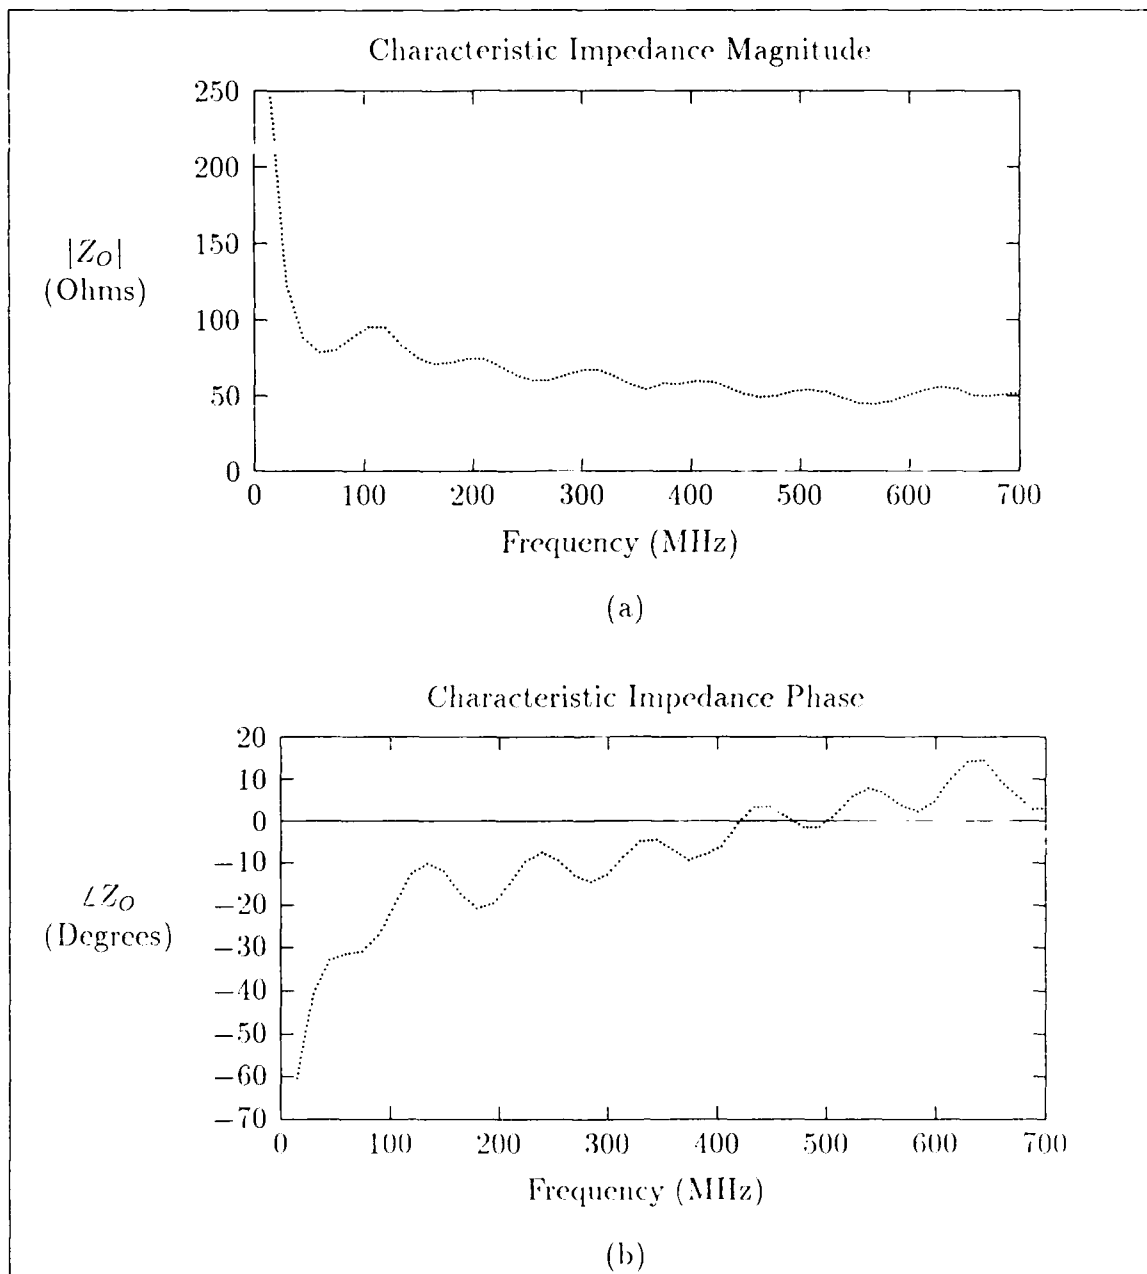 Characteristic Impedance Magnitude
250
200
150
100
50
0
|Z_O|
(Ohms)
0 100 200 300 400 500 600 700
Frequency (MHz)
(a)
Characteristic Impedance Phase
20
10
0
−10
−20
−30
−40
−50
−60
−70
∠Z_O
(Degrees)
0 100 200 300 400 500 600 700
Frequency (MHz)
(b)